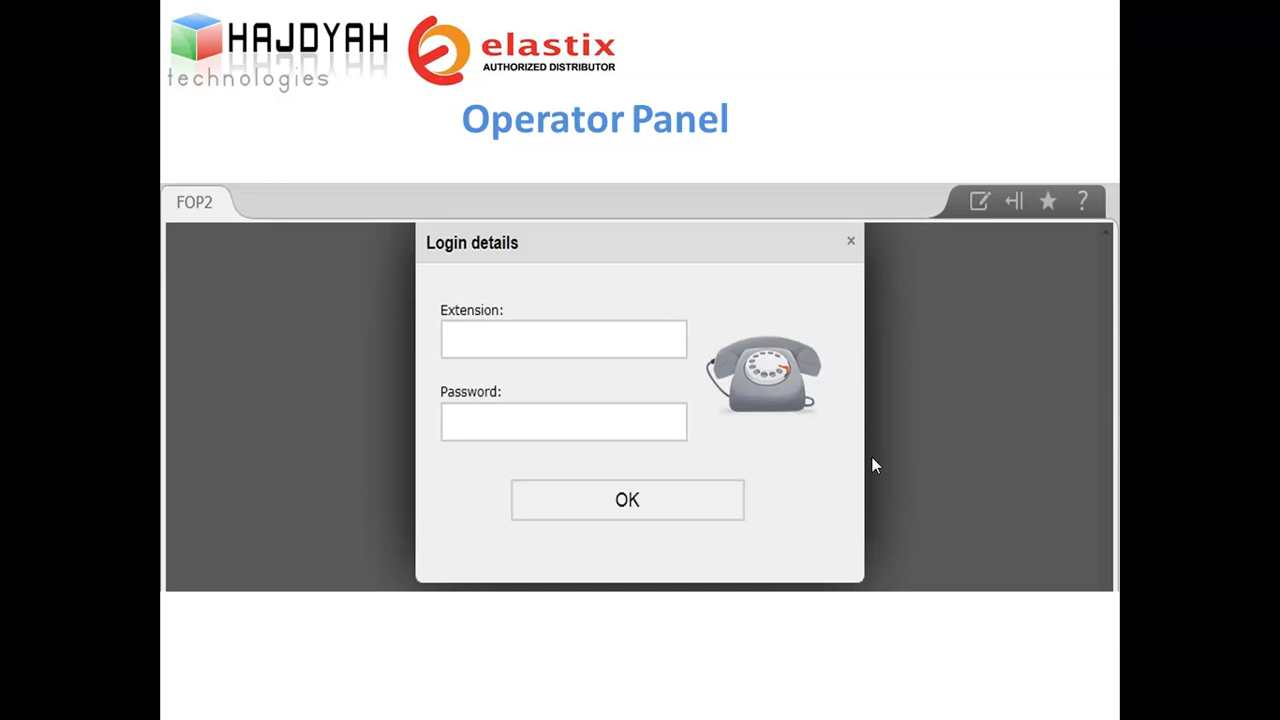 HAJDYAH
technologies
elastix
AUTHORIZED DISTRIBUTOR
Operator Panel
FOP2
?
Login details
×
Extension:
Password:
OK